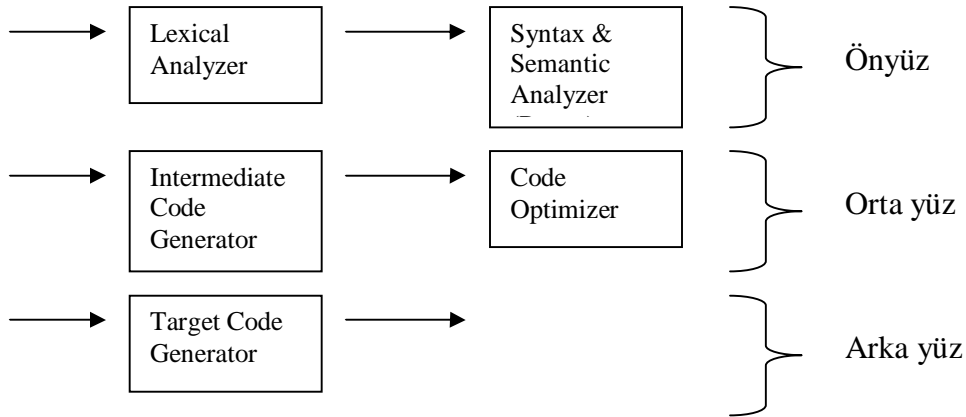 Lexical
Analyzer
Syntax &
Semantic
Analyzer
Önyüz
Intermediate
Code
Generator
Code
Optimizer
Orta yüz
Target Code
Generator
Arka yüz